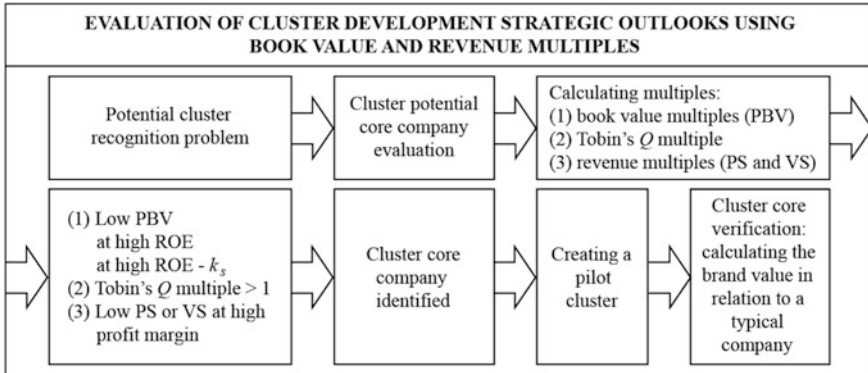 EVALUATION OF CLUSTER DEVELOPMENT STRATEGIC OUTLOOKS USING
BOOK VALUE AND REVENUE MULTIPLES
Potential cluster
recognition problem
Cluster potential
core company
evaluation
Calculating multiples:
(1) book value multiples (PBV)
(2) Tobin's Q multiple
(3) revenue multiples (PS and VS)
(1) Low PBV
at high ROE
at high ROE - kₛ
(2) Tobin's Q multiple > 1
(3) Low PS or VS at high
profit margin
Cluster core
company
identified
Creating a
pilot
cluster
Cluster core
verification:
calculating the
brand value in
relation to a
typical
company